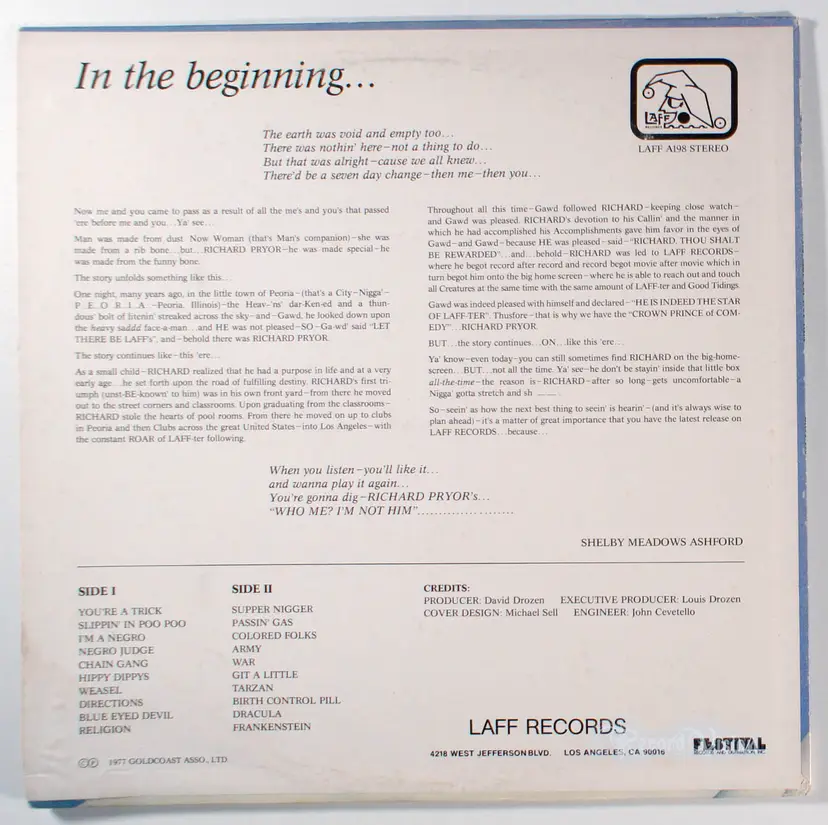 In the beginning...
LAFF
RECORDS
LAFF A198 STEREO
The earth was void and empty too...
There was nothin' here–not a thing to do...
But that was alright–cause we all knew...
There'd be a seven day change–then me–then you...
Now me and you came to pass as a result of all the me's and you's that passed
'ere before me and you. . .Ya' see. . .
Man was made from dust Now Woman (that's Man's companion)–she was
made from a rib bone. . .but. . .RICHARD PRYOR–he was made special–he
was made from the funny bone.
The story unfolds something like this. . .
One night, many years ago, in the little town of Peoria–(that's a City–Nigga'–
P. E. O. R. I. A. –Peoria, Illinois)–the Heav-'ns' dar-Ken-ed and a thun-
dous' bolt of litenin' streaked across the sky–and–Gawd, he looked down upon
the heavy saddd face-a-man. . .and HE was not pleased–SO–Ga-wd' said "LET
THERE BE LAFF's", and–behold there was RICHARD PRYOR.
The story continues like–this 'ere. . .
As a small child–RICHARD realized that he had a purpose in life and at a very
early age. . .he set forth upon the road of fulfilling destiny. RICHARD's first tri-
umph (unst-BE-known' to him) was in his own front yard–from there he moved
out to the street corners and classrooms. Upon graduating from the classrooms–
RICHARD stole the hearts of pool rooms. From there he moved on up to clubs
in Peoria and then Clubs across the great United States–into Los Angeles–with
the constant ROAR of LAFF-ter following.
Throughout all this time–Gawd followed RICHARD–keeping close watch–
and Gawd was pleased. RICHARD's devotion to his Callin' and the manner in
which he had accomplished his Accomplishments gave him favor in the eyes of
Gawd–and Gawd–because HE was pleased–said–"RICHARD, THOU SHALT
BE REWARDED". . .and. . .behold–RICHARD was led to LAFF RECORDS–
where he begot record after record and record begot movie after movie which in
turn begot him onto the big home screen–where he is able to reach out and touch
all Creatures at the same time with the same amount of LAFF-ter and Good Tidings.
Gawd was indeed pleased with himself and declared–"HE IS INDEED THE STAR
OF LAFF-TER". Thusfore–that is why we have the "CROWN PRINCE of COM-
EDY". . .RICHARD PRYOR.
BUT. . .the story continues. . .ON. . .like this 'ere. . .
Ya' know–even today–you can still sometimes find RICHARD on the big-home-
screen. . .BUT. . .not all the time. Ya' see–he don't be stayin' inside that little box
all-the-time–the reason is–RICHARD–after so long–gets uncomfortable–a
Nigga' gotta stretch and sh ___
So–seein' as how the next best thing to seein' is hearin'–(and it's always wise to
plan ahead)–it's a matter of great importance that you have the latest release on
LAFF RECORDS. . .because. . .
When you listen–you'll like it...
and wanna play it again...
You're gonna dig–RICHARD PRYOR's...
"WHO ME? I'M NOT HIM".....................
SHELBY MEADOWS ASHFORD
SIDE I
YOU'RE A TRICK
SLIPPIN' IN POO POO
I'M A NEGRO
NEGRO JUDGE
CHAIN GANG
HIPPY DIPPYS
WEASEL
DIRECTIONS
BLUE EYED DEVIL
RELIGION
SIDE II
SUPPER NIGGER
PASSIN' GAS
COLORED FOLKS
ARMY
WAR
GIT A LITTLE
TARZAN
BIRTH CONTROL PILL
DRACULA
FRANKENSTEIN
CREDITS:
PRODUCER: David Drozen EXECUTIVE PRODUCER: Louis Drozen
COVER DESIGN: Michael Sell ENGINEER: John Cevetello
LAFF RECORDS
4218 WEST JEFFERSON BLVD. LOS ANGELES, CA 90016
FESTIVAL
RECORDS AND DISTRIBUTION, INC.
©℗ 1977 GOLDCOAST ASSO., LTD.